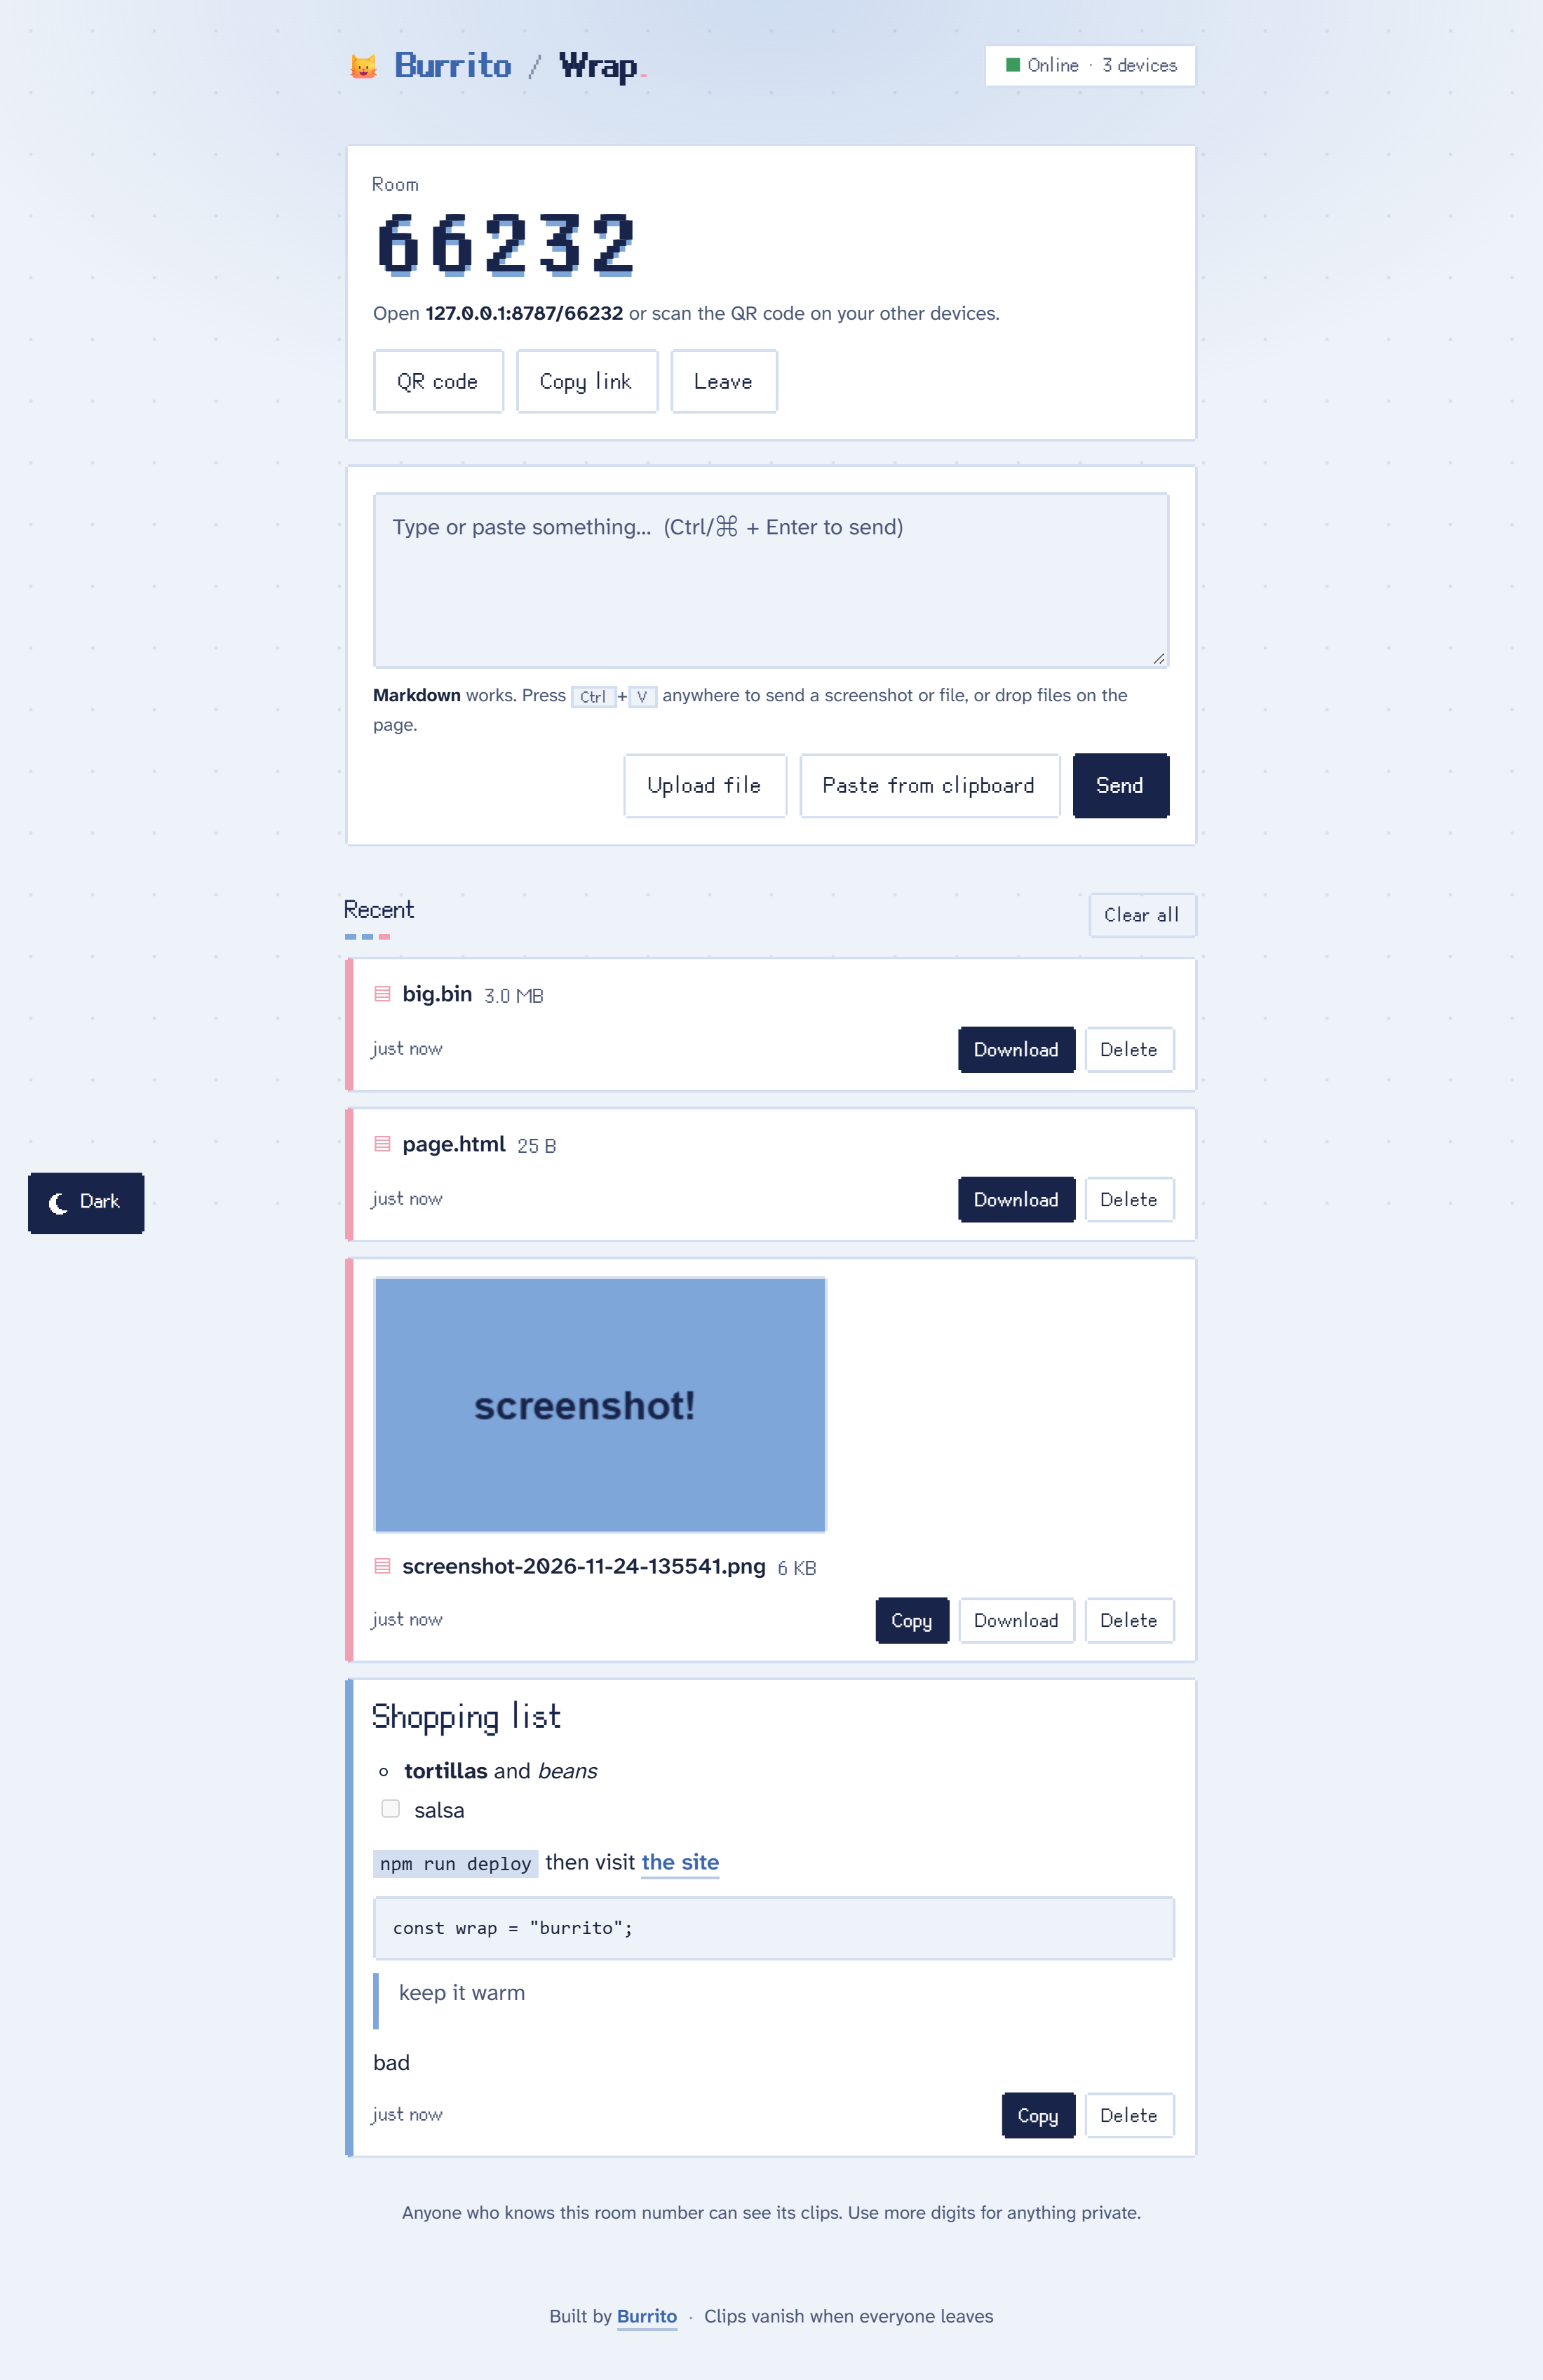 Burrito / Wrap.
Online · 3 devices
Room
66232
Open 127.0.0.1:8787/66232 or scan the QR code on your other devices.
QR code
Copy link
Leave
Type or paste something... (Ctrl/⌘ + Enter to send)
Markdown works. Press Ctrl+V anywhere to send a screenshot or file, or drop files on the
page.
Upload file
Paste from clipboard
Send
Recent
Clear all
big.bin 3.0 MB
just now
Download
Delete
page.html 25 B
just now
Download
Delete
Dark
screenshot!
screenshot-2026-11-24-135541.png 6 KB
just now
Copy
Download
Delete
Shopping list
tortillas and beans
salsa
npm run deploy then visit the site
const wrap = "burrito";
keep it warm
bad
just now
Copy
Delete
Anyone who knows this room number can see its clips. Use more digits for anything private.
Built by Burrito · Clips vanish when everyone leaves